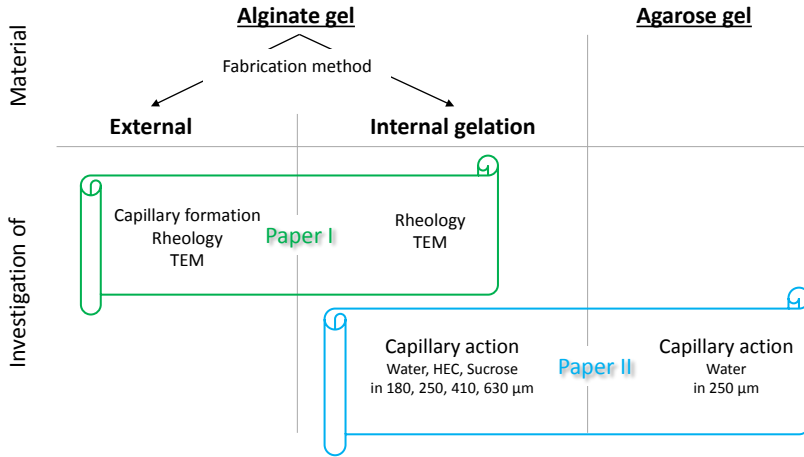 Material
Alginate gel
Agarose gel
Fabrication method
External
Internal gelation
Investigation of
Capillary formation
Rheology
TEM
Paper I
Rheology
TEM
Capillary action
Water, HEC, Sucrose
in 180, 250, 410, 630 µm
Paper II
Capillary action
Water
in 250 µm